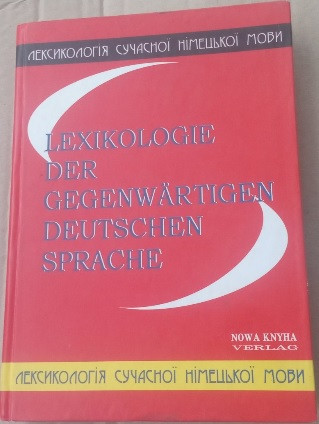 ЛЕКСИКОЛОГІЯ СУЧАСНОЇ НІМЕЦЬКОЇ МОВИ
LEXIKOLOGIE
DER
GEGENWÄRTIGEN
DEUTSCHEN
SPRACHE
NOWA KNYHA
VERLAG
ЛЕКСИКОЛОГІЯ СУЧАСНОЇ НІМЕЦЬКОЇ МОВИ